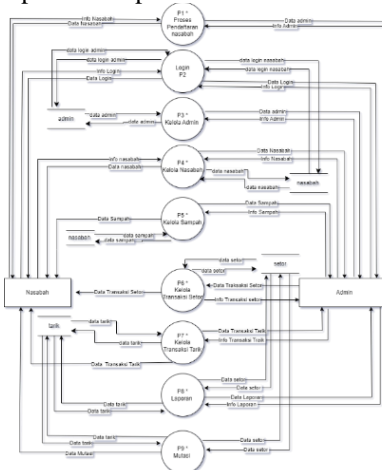 P1 *
Proses
Pendaftaran
nasabah
Info Nasabah
Data Nasabah
Data admin
Info Admin
data login admin
data login admin
Login
P2
data login nasabah
data login nasabah
Info Login
Data Login
Data Login
Info Login
admin
data admin
P3 *
Kelola Admin
Data admin
Info Admin
Info nasabah
Data nasabah
P4 *
Kelola Nasabah
Data Nasabah
Info Nasabah
data nasabah
data nasabah
nasabah
Data Sampah
P5 *
Kelola Sampah
Data Sampah
Info Sampah
nasabah
data sampah
data sampah
Nasabah
Data Transaksi Setor
P6 *
Kelola
Transaksi Setor
data setor
data setor
setor
Data Transaksi Setor
Info Transaksi setor
Admin
tarik
data tarik
data tarik
Data Transaksi Tarik
P7 *
Kelola
Transaksi Tarik
Data Transaksi Tarik
Info Transaksi Tarik
Data tarik
Data tarik
P8 *
Laporan
Data setor
Data setor
Data Laporan
Info Laporan
Data tarik
Data tarik
Data Mutasi
P9 *
Mutasi
Data setor
Data setor